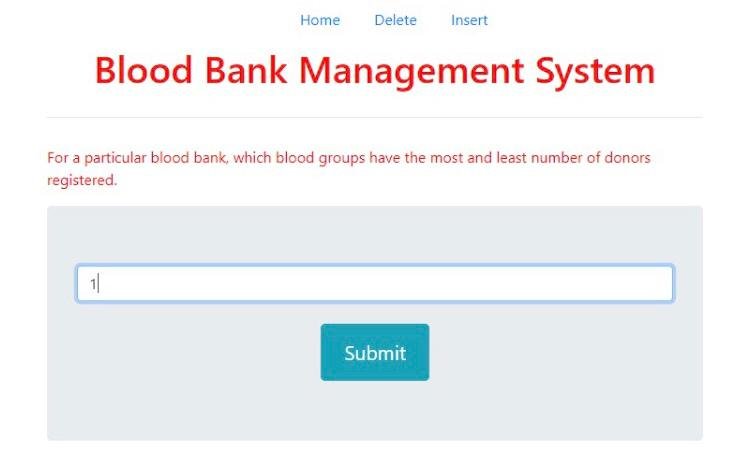 Home Delete Insert
Blood Bank Management System
For a particular blood bank, which blood groups have the most and least number of donors
registered.
1
Submit